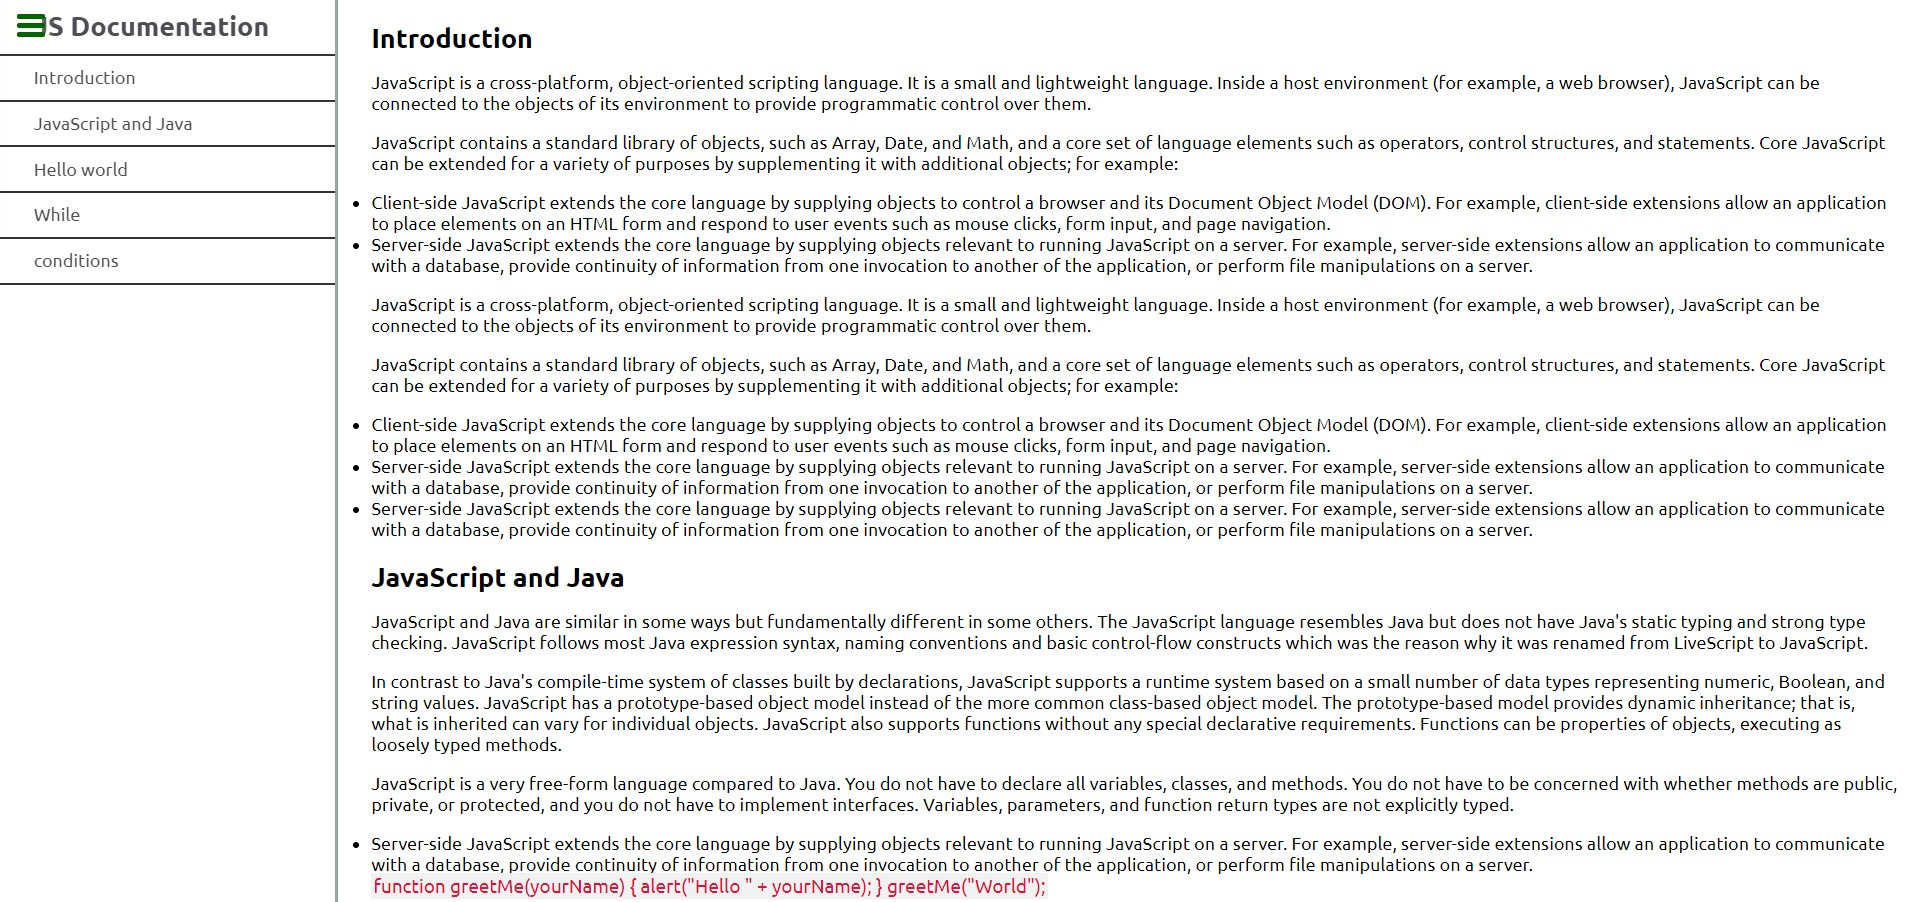 JS Documentation
Introduction
JavaScript and Java
Hello world
While
conditions
Introduction
JavaScript is a cross-platform, object-oriented scripting language. It is a small and lightweight language. Inside a host environment (for example, a web browser), JavaScript can be
connected to the objects of its environment to provide programmatic control over them.
JavaScript contains a standard library of objects, such as Array, Date, and Math, and a core set of language elements such as operators, control structures, and statements. Core JavaScript
can be extended for a variety of purposes by supplementing it with additional objects; for example:
• Client-side JavaScript extends the core language by supplying objects to control a browser and its Document Object Model (DOM). For example, client-side extensions allow an application
to place elements on an HTML form and respond to user events such as mouse clicks, form input, and page navigation.
• Server-side JavaScript extends the core language by supplying objects relevant to running JavaScript on a server. For example, server-side extensions allow an application to communicate
with a database, provide continuity of information from one invocation to another of the application, or perform file manipulations on a server.
JavaScript is a cross-platform, object-oriented scripting language. It is a small and lightweight language. Inside a host environment (for example, a web browser), JavaScript can be
connected to the objects of its environment to provide programmatic control over them.
JavaScript contains a standard library of objects, such as Array, Date, and Math, and a core set of language elements such as operators, control structures, and statements. Core JavaScript
can be extended for a variety of purposes by supplementing it with additional objects; for example:
• Client-side JavaScript extends the core language by supplying objects to control a browser and its Document Object Model (DOM). For example, client-side extensions allow an application
to place elements on an HTML form and respond to user events such as mouse clicks, form input, and page navigation.
• Server-side JavaScript extends the core language by supplying objects relevant to running JavaScript on a server. For example, server-side extensions allow an application to communicate
with a database, provide continuity of information from one invocation to another of the application, or perform file manipulations on a server.
• Server-side JavaScript extends the core language by supplying objects relevant to running JavaScript on a server. For example, server-side extensions allow an application to communicate
with a database, provide continuity of information from one invocation to another of the application, or perform file manipulations on a server.
JavaScript and Java
JavaScript and Java are similar in some ways but fundamentally different in some others. The JavaScript language resembles Java but does not have Java's static typing and strong type
checking. JavaScript follows most Java expression syntax, naming conventions and basic control-flow constructs which was the reason why it was renamed from LiveScript to JavaScript.
In contrast to Java's compile-time system of classes built by declarations, JavaScript supports a runtime system based on a small number of data types representing numeric, Boolean, and
string values. JavaScript has a prototype-based object model instead of the more common class-based object model. The prototype-based model provides dynamic inheritance; that is,
what is inherited can vary for individual objects. JavaScript also supports functions without any special declarative requirements. Functions can be properties of objects, executing as
loosely typed methods.
JavaScript is a very free-form language compared to Java. You do not have to declare all variables, classes, and methods. You do not have to be concerned with whether methods are public,
private, or protected, and you do not have to implement interfaces. Variables, parameters, and function return types are not explicitly typed.
• Server-side JavaScript extends the core language by supplying objects relevant to running JavaScript on a server. For example, server-side extensions allow an application to communicate
with a database, provide continuity of information from one invocation to another of the application, or perform file manipulations on a server.
function greetMe(yourName) { alert("Hello " + yourName); } greetMe("World");